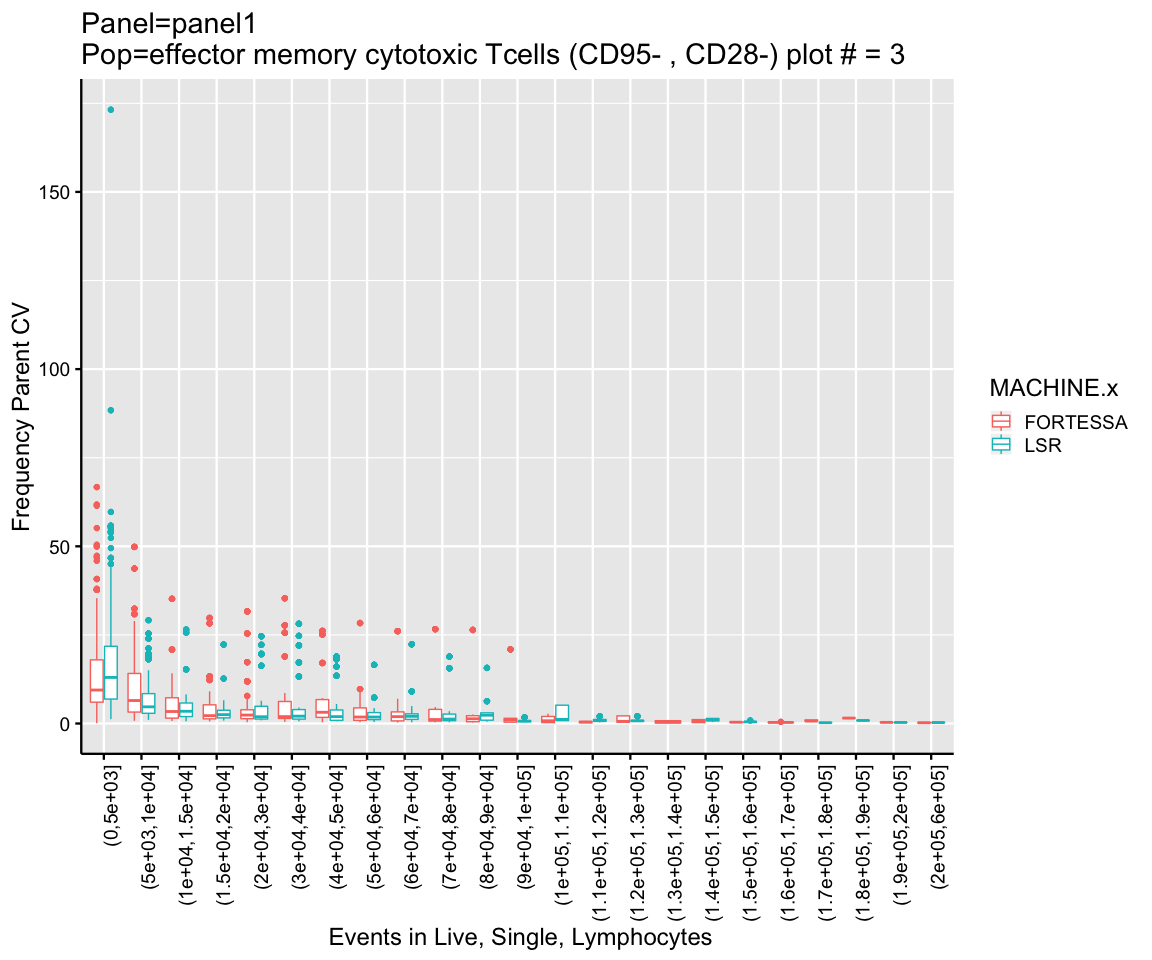 Panel=panel1
Pop=effector memory cytotoxic Tcells (CD95- , CD28-) plot # = 3
Frequency Parent CV
150
100
50
0
(0,5e+03]
(5e+03,1e+04]
(1e+04,1.5e+04]
(1.5e+04,2e+04]
(2e+04,3e+04]
(3e+04,4e+04]
(4e+04,5e+04]
(5e+04,6e+04]
(6e+04,7e+04]
(7e+04,8e+04]
(8e+04,9e+04]
(9e+04,1e+05]
(1e+05,1.1e+05]
(1.1e+05,1.2e+05]
(1.2e+05,1.3e+05]
(1.3e+05,1.4e+05]
(1.4e+05,1.5e+05]
(1.5e+05,1.6e+05]
(1.6e+05,1.7e+05]
(1.7e+05,1.8e+05]
(1.8e+05,1.9e+05]
(1.9e+05,2e+05]
(2e+05,6e+05]
Events in Live, Single, Lymphocytes
MACHINE.x
FORTESSA
LSR